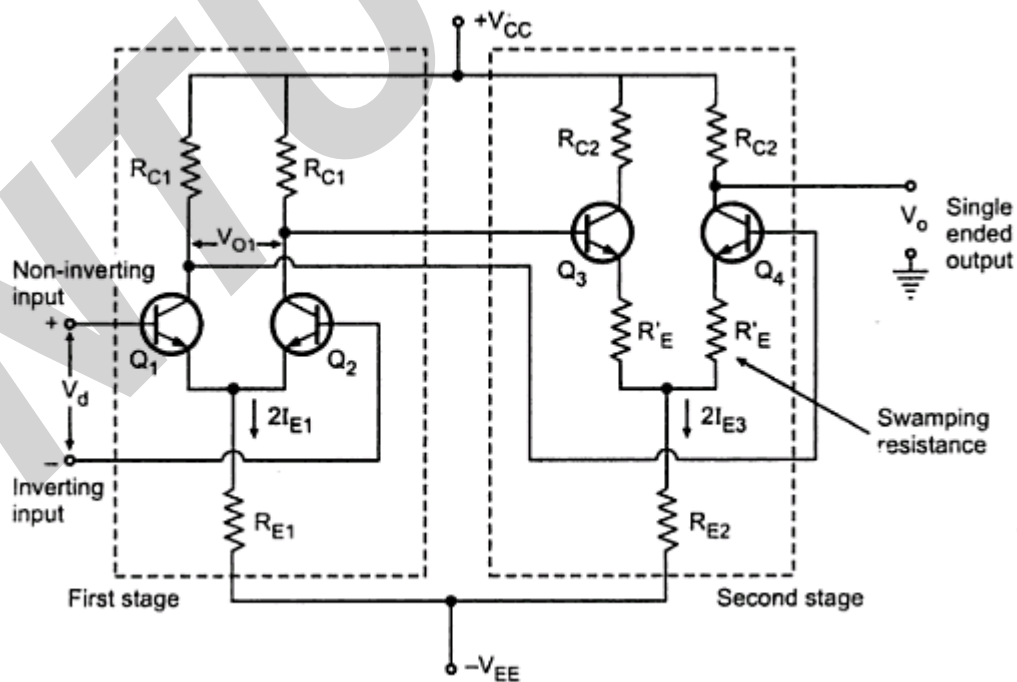 +VCC
RC1
RC1
RC2
RC2
VO1
Vo
Single
ended
output
Non-inverting
input
+
Q1
Q2
Q3
Q4
R'E
R'E
Vd
2IE1
2IE3
Swamping
resistance
–
Inverting
input
RE1
RE2
First stage
Second stage
–VEE